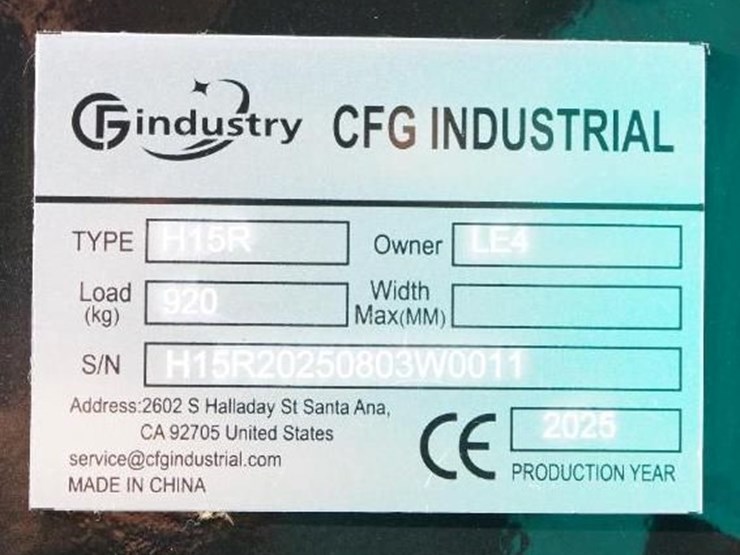 CFindustry CFG INDUSTRIAL
TYPE H15R Owner LE4
Load (kg) 920 Width Max(MM)
S/N H15R20250803W0011
Address:2602 S Halladay St Santa Ana,
CA 92705 United States
service@cfgindustrial.com
MADE IN CHINA
CE 2025
PRODUCTION YEAR